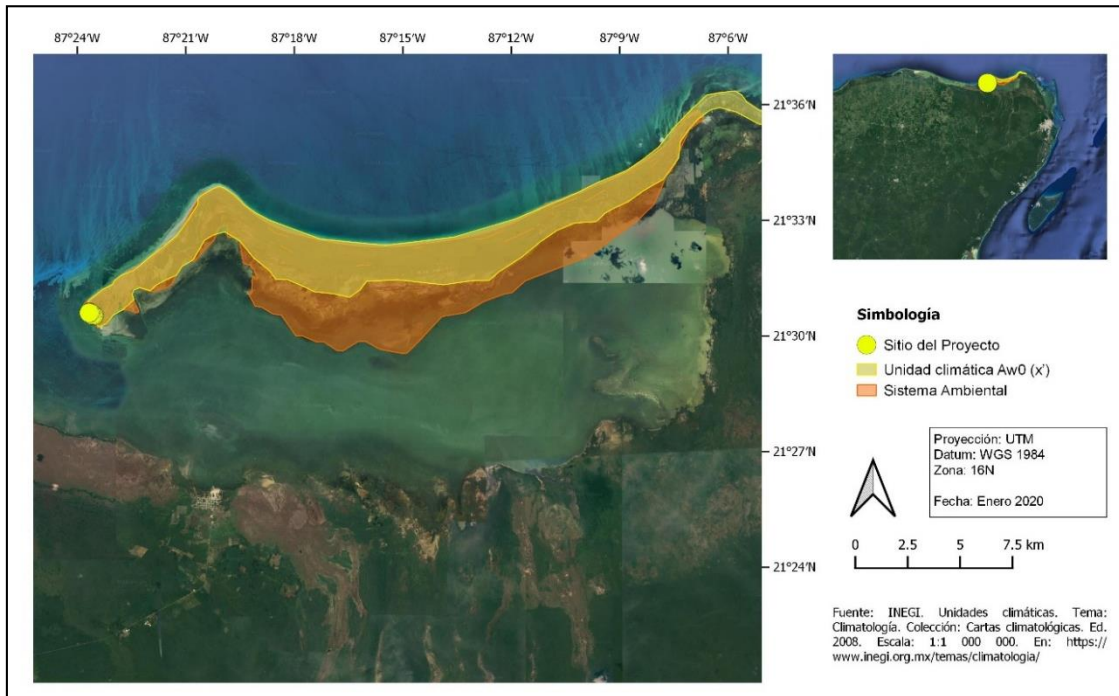 87°24'W 87°21'W 87°18'W 87°15'W 87°12'W 87°9'W 87°6'W
21°36'N
21°33'N
21°30'N
21°27'N
21°24'N
Simbología
Sitio del Proyecto
Unidad climática Aw0 (x')
Sistema Ambiental
Proyección: UTM
Datum: WGS 1984
Zona: 16N
Fecha: Enero 2020
0 2.5 5 7.5 km
Fuente: INEGI. Unidades climáticas. Tema:
Climatología. Colección: Cartas climatológicas. Ed.
2008. Escala: 1:1 000 000. En: https://
www.inegi.org.mx/temas/climatologia/